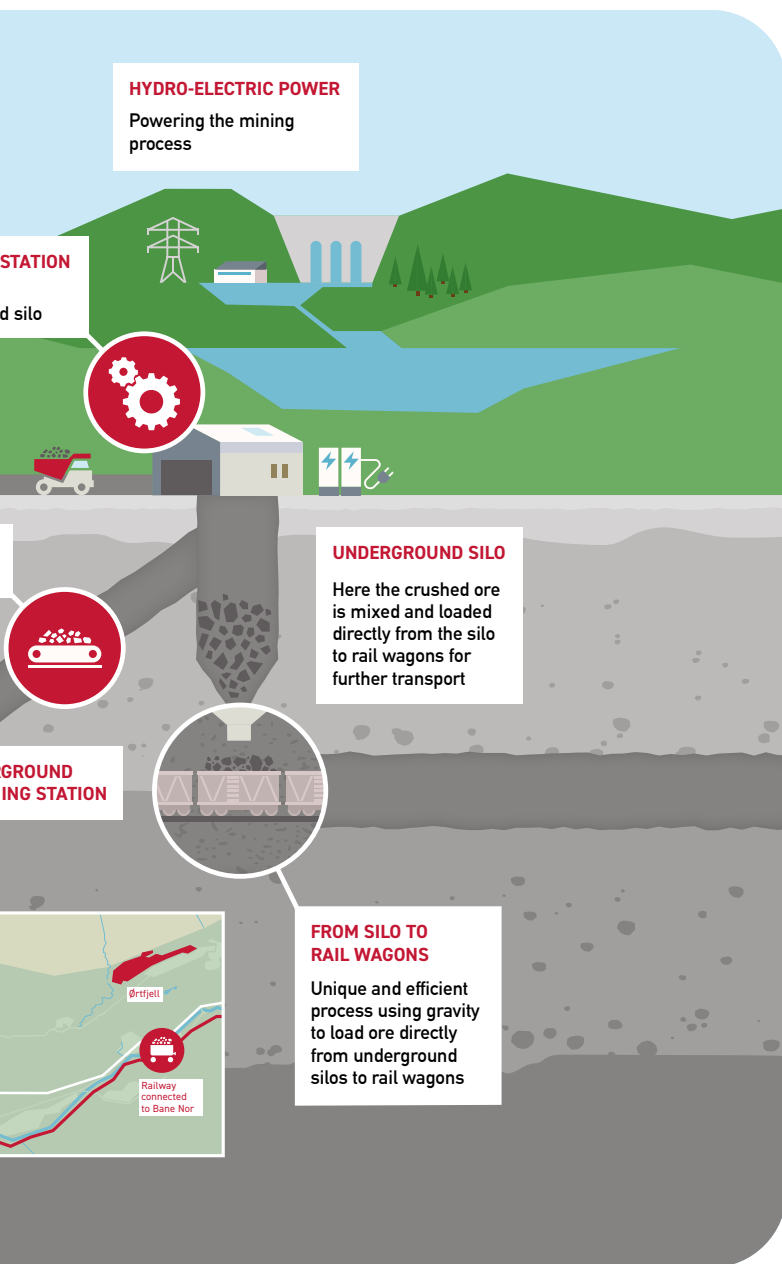 HYDRO-ELECTRIC POWER
Powering the mining
process
STATION
d silo
UNDERGROUND SILO
Here the crushed ore
is mixed and loaded
directly from the silo
to rail wagons for
further transport
RGROUND
ING STATION
FROM SILO TO
RAIL WAGONS
Unique and efficient
process using gravity
to load ore directly
from underground
silos to rail wagons
Ørtfjell
Railway
connected
to Bane Nor